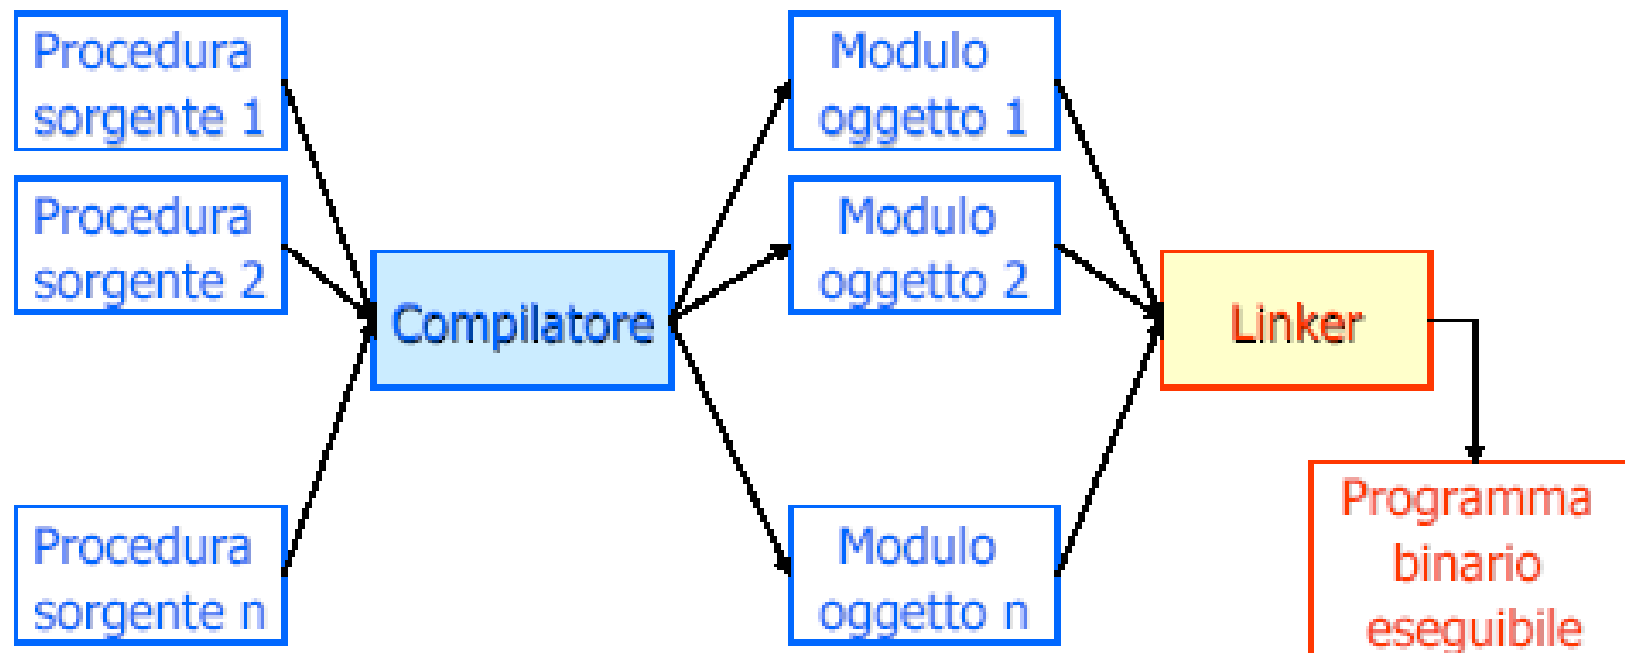 Procedura
sorgente 1
Procedura
sorgente 2
Procedura
sorgente n
Compilatore
Modulo
oggetto 1
Modulo
oggetto 2
Modulo
oggetto n
Linker
Programma
binario
eseguibile